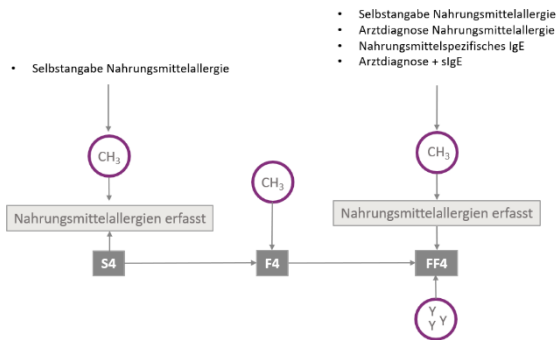 • Selbstangabe Nahrungsmittelallergie
• Arztdiagnose Nahrungsmittelallergie
• Nahrungsmittelspezifisches IgE
• Arztdiagnose + sIgE
• Selbstangabe Nahrungsmittelallergie
CH₃
CH₃
CH₃
Nahrungsmittelallergien erfasst
Nahrungsmittelallergien erfasst
S4
F4
FF4
Y
Y Y